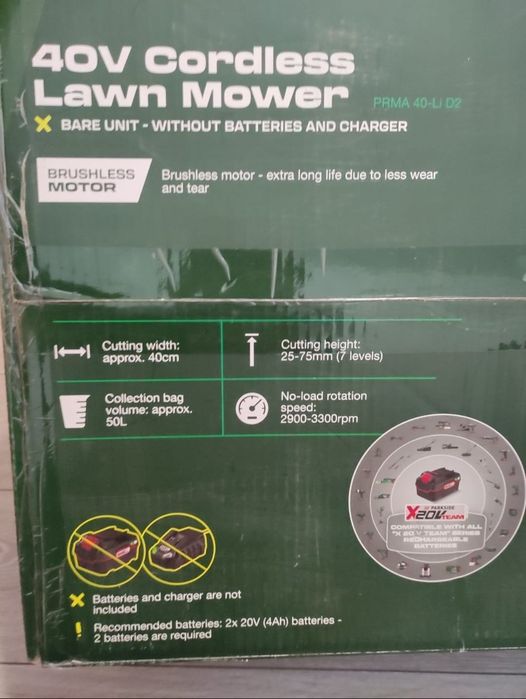 40V Cordless
Lawn Mower PRMA 40-Li D2
X BARE UNIT - WITHOUT BATTERIES AND CHARGER
BRUSHLESS
MOTOR
Brushless motor - extra long life due to less wear
and tear
Cutting width:
approx. 40cm
Cutting height:
25-75mm (7 levels)
Collection bag
volume: approx.
50L
No-load rotation
speed:
2900-3300rpm
PARKSIDE
X20VTEAM
COMPATIBLE WITH ALL
"X 20 V TEAM" SERIES
RECHARGEABLE
BATTERIES
X Batteries and charger are not
included
! Recommended batteries: 2x 20V (4Ah) batteries -
2 batteries are required